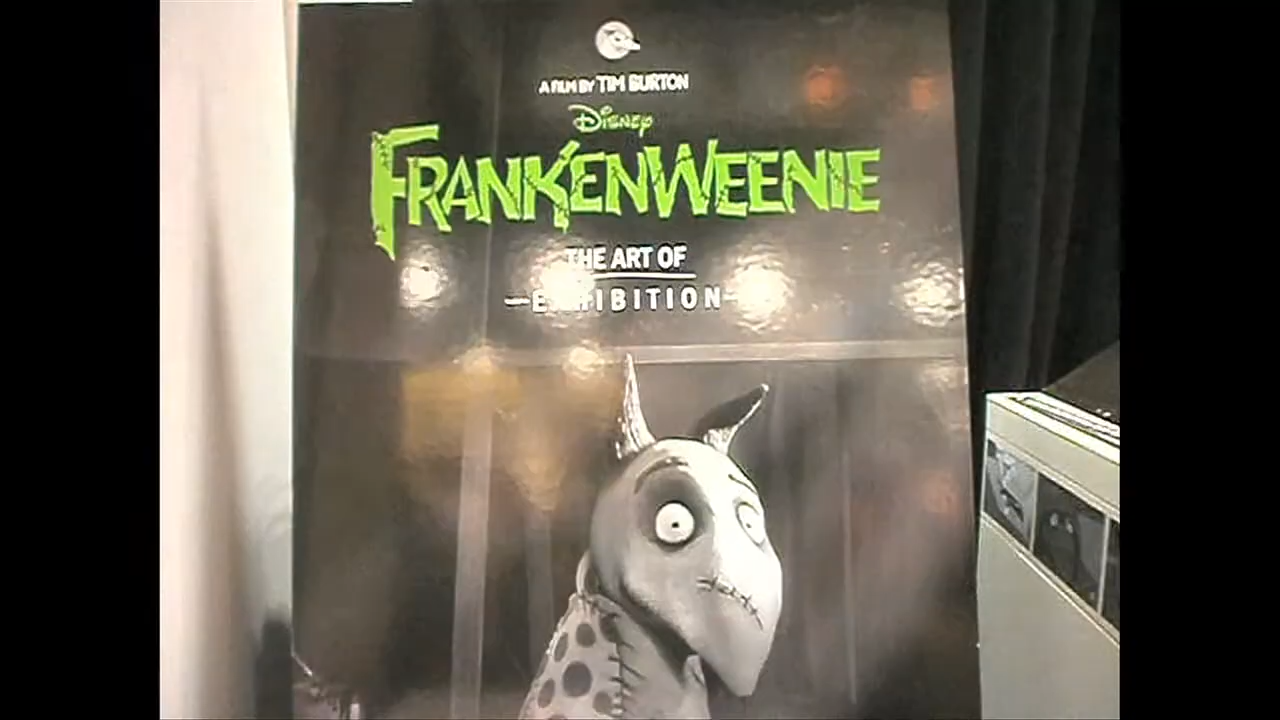 A FILM BY TIM BURTON
Disney
FRANKENWEENIE
THE ART OF
EXHIBITION